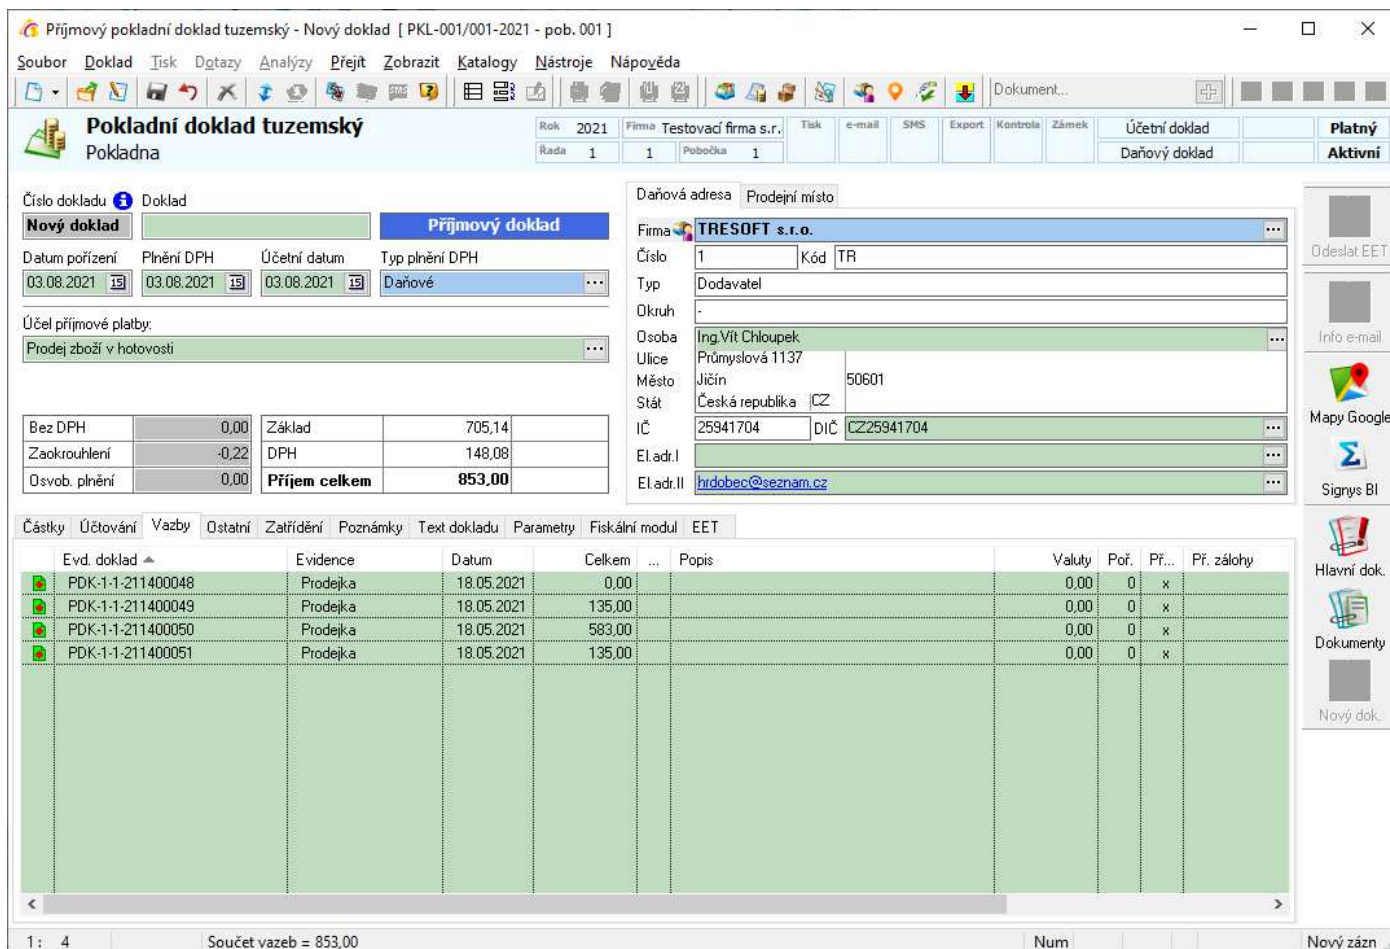 Příjmový pokladní doklad tuzemský - Nový doklad [ PKL-001/001-2021 - pob. 001 ]
Soubor Doklad Tisk Dotazy Analýzy Přejít Zobrazit Katalogy Nástroje Nápověda
Dokument...
Pokladní doklad tuzemský
Pokladna
Rok 2021 Firma Testovací firma s.r. Tisk e-mail SMS Export Kontrola Zámek Účetní doklad Platný
Řada 1 1 Pobočka 1 Daňový doklad Aktivní
Číslo dokladu Doklad
Nový doklad Příjmový doklad
Datum pořízení Plnění DPH Účetní datum Typ plnění DPH
03.08.2021 15 03.08.2021 15 03.08.2021 15 Daňové ...
Účel příjmové platby:
Prodej zboží v hotovosti ...
Bez DPH 0,00 Základ 705,14
Zaokrouhlení -0,22 DPH 148,08
Osvob. plnění 0,00 Příjem celkem 853,00
Daňová adresa Prodejní místo
Firma TRESOFT s.r.o. ...
Číslo 1 Kód TR
Typ Dodavatel
Okruh -
Osoba Ing.Vít Chloupek ...
Ulice Průmyslová 1137
Město Jičín 50601
Stát Česká republika CZ
IČ 25941704 DIČ CZ25941704 ...
El.adr.I ...
El.adr.II hrdobec@seznam.cz ...
Odeslat EET
Info e-mail
Mapy Google
Signys BI
Hlavní dok.
Dokumenty
Nový dok.
Částky Účtování Vazby Ostatní Zatřídění Poznámky Text dokladu Parametry Fiskální modul EET
Evd. doklad Evidence Datum Celkem ... Popis Valuty Poř. Př... Př. zálohy
PDK-1-1-211400048 Prodejka 18.05.2021 0,00 0,00 0 x
PDK-1-1-211400049 Prodejka 18.05.2021 135,00 0,00 0 x
PDK-1-1-211400050 Prodejka 18.05.2021 583,00 0,00 0 x
PDK-1-1-211400051 Prodejka 18.05.2021 135,00 0,00 0 x
1: 4 Součet vazeb = 853,00 Num Nový zázn